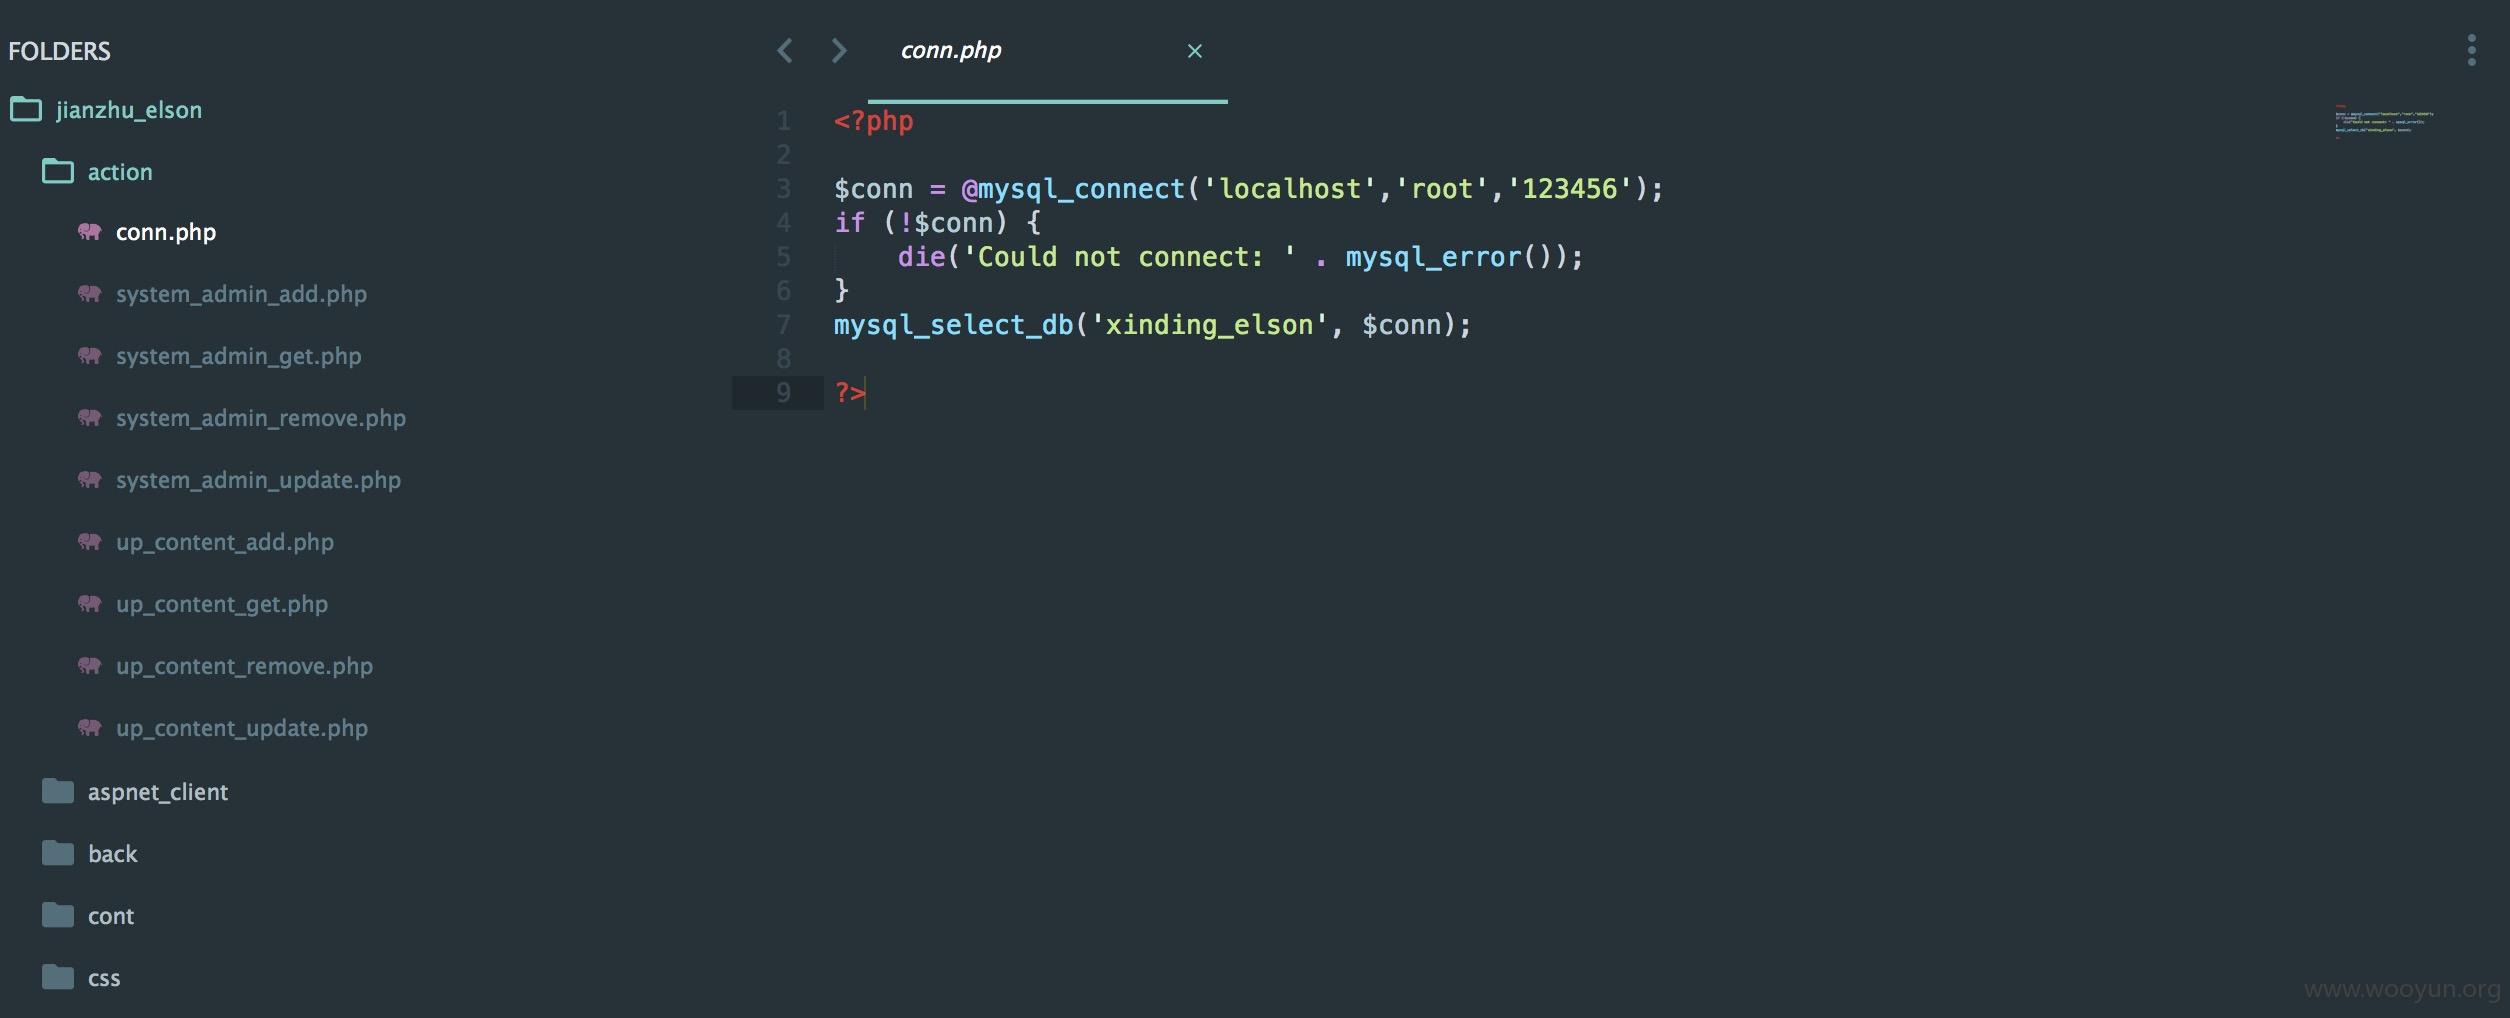 FOLDERS
jianzhu_elson
action
conn.php
system_admin_add.php
system_admin_get.php
system_admin_remove.php
system_admin_update.php
up_content_add.php
up_content_get.php
up_content_remove.php
up_content_update.php
aspnet_client
back
cont
css
conn.php ×
1 <?php
2
3 $conn = @mysql_connect('localhost','root','123456');
4 if (!$conn) {
5     die('Could not connect: ' . mysql_error());
6 }
7 mysql_select_db('xinding_elson', $conn);
8
9 ?>
www.wooyun.org